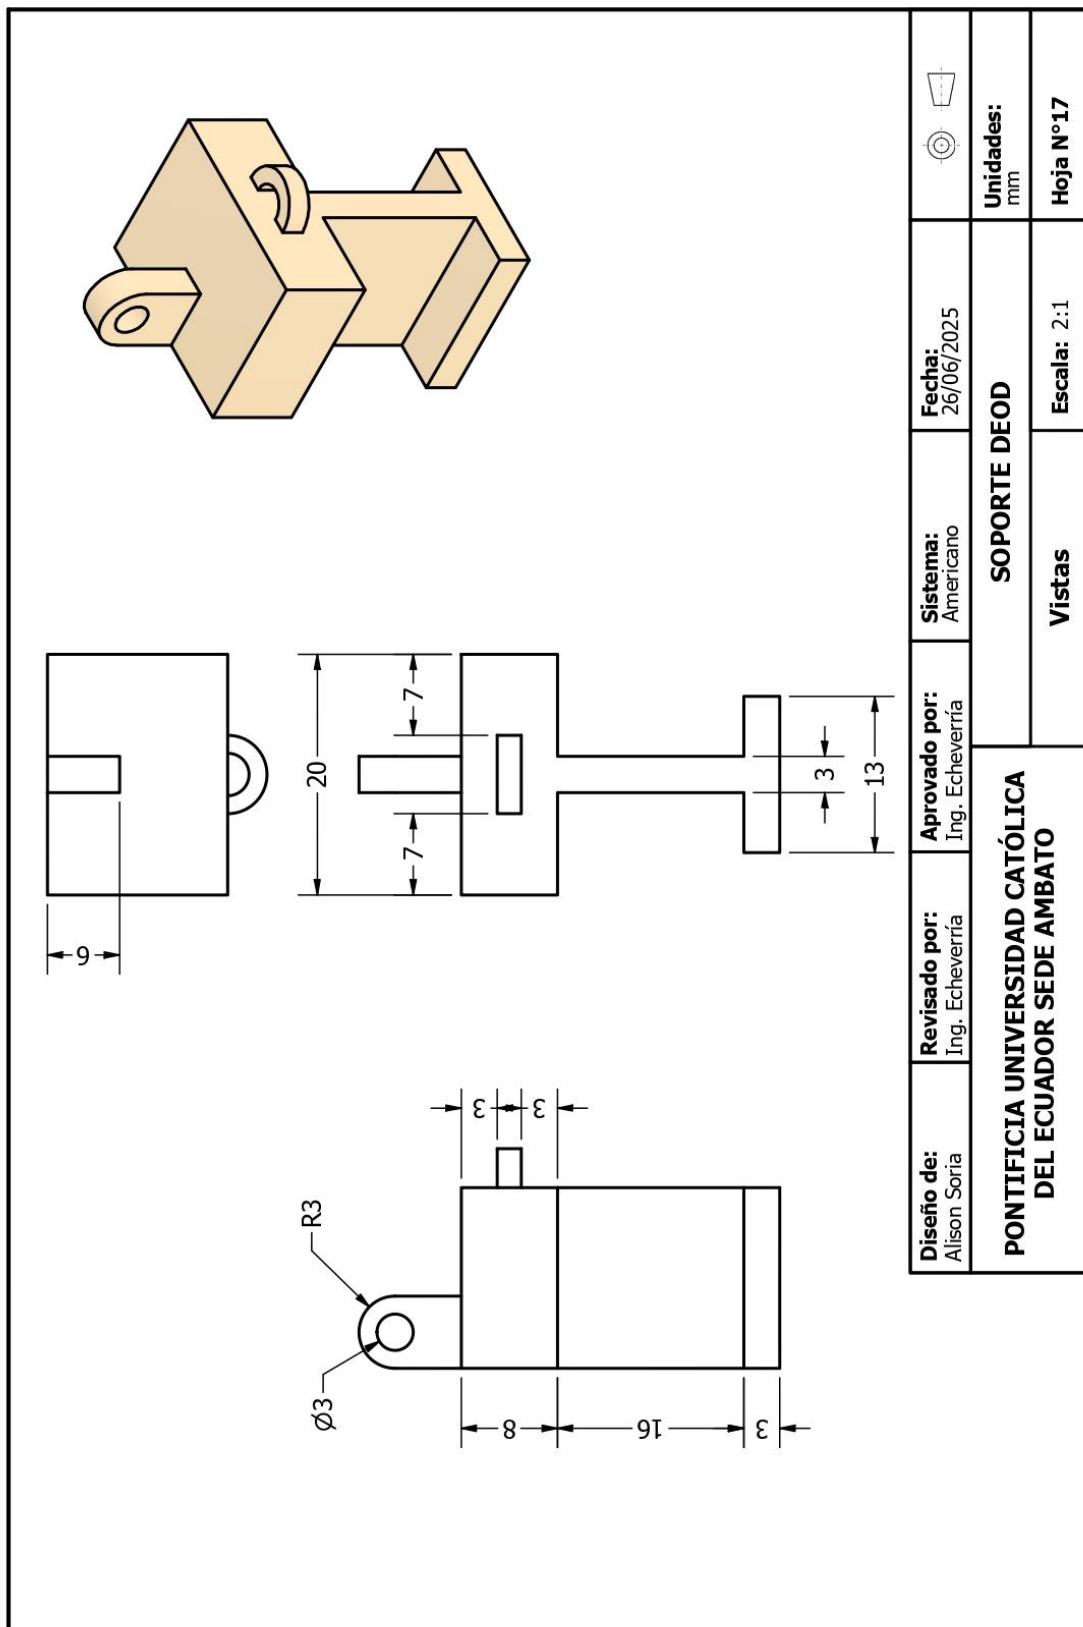 6
20
7
7
3
13
R3
Ø3
3
3
8
16
3
Diseño de:
Alison Soria
Revisado por:
Ing. Echeverría
Aprovado por:
Ing. Echeverría
Sistema:
Americano
Fecha:
26/06/2025
PONTIFICIA UNIVERSIDAD CATÓLICA
DEL ECUADOR SEDE AMBATO
SOPORTE DEOD
Unidades:
mm
Vistas
Escala: 2:1
Hoja N°17